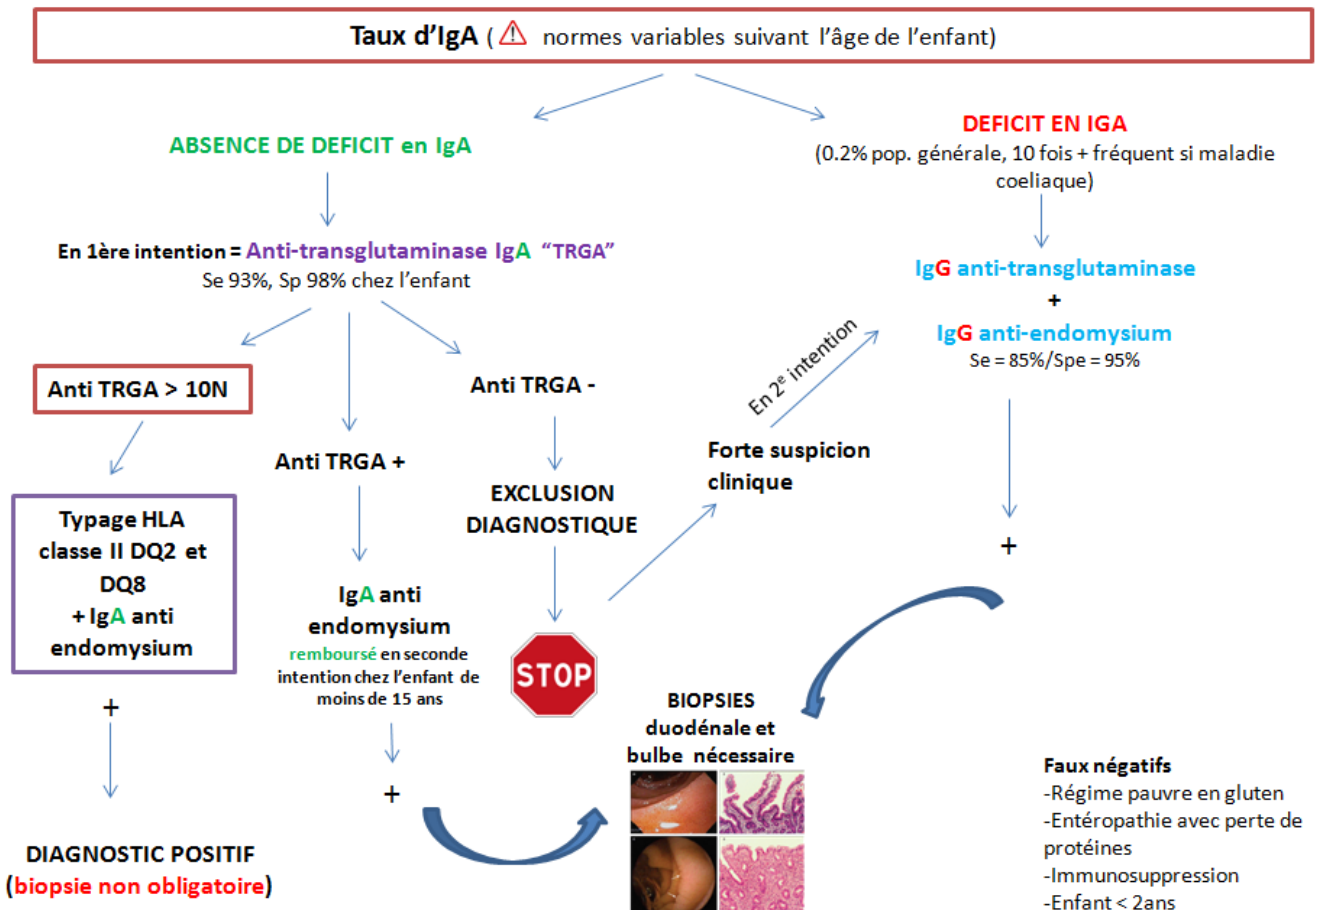 Taux d'IgA ( normes variables suivant l'âge de l'enfant)
ABSENCE DE DEFICIT en IgA
En 1ère intention = Anti-transglutaminase IgA “TRGA”
Se 93%, Sp 98% chez l'enfant
Anti TRGA > 10N
Typage HLA
classe II DQ2 et
DQ8
+ IgA anti
endomysium
+
DIAGNOSTIC POSITIF
(biopsie non obligatoire)
Anti TRGA +
IgA anti
endomysium
remboursé en seconde
intention chez l'enfant de
moins de 15 ans
+
Anti TRGA -
EXCLUSION
DIAGNOSTIQUE
STOP
Forte suspicion
clinique
En 2e intention
DEFICIT EN IGA
(0.2% pop. générale, 10 fois + fréquent si maladie
coeliaque)
IgG anti-transglutaminase
+
IgG anti-endomysium
Se = 85%/Spe = 95%
+
BIOPSIES
duodénale et
bulbe nécessaire
Faux négatifs
-Régime pauvre en gluten
-Entéropathie avec perte de
protéines
-Immunosuppression
-Enfant < 2ans